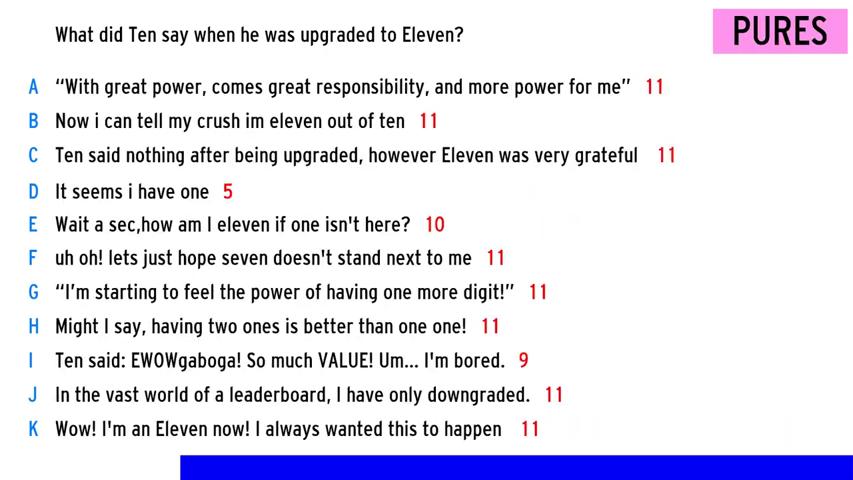 What did Ten say when he was upgraded to Eleven?
PURES
A “With great power, comes great responsibility, and more power for me” 11
B Now i can tell my crush im eleven out of ten 11
C Ten said nothing after being upgraded, however Eleven was very grateful 11
D It seems i have one 5
E Wait a sec,how am I eleven if one isn't here? 10
F uh oh! lets just hope seven doesn't stand next to me 11
G “I’m starting to feel the power of having one more digit!” 11
H Might I say, having two ones is better than one one! 11
I Ten said: EWOWgaboga! So much VALUE! Um... I'm bored. 9
J In the vast world of a leaderboard, I have only downgraded. 11
K Wow! I'm an Eleven now! I always wanted this to happen 11